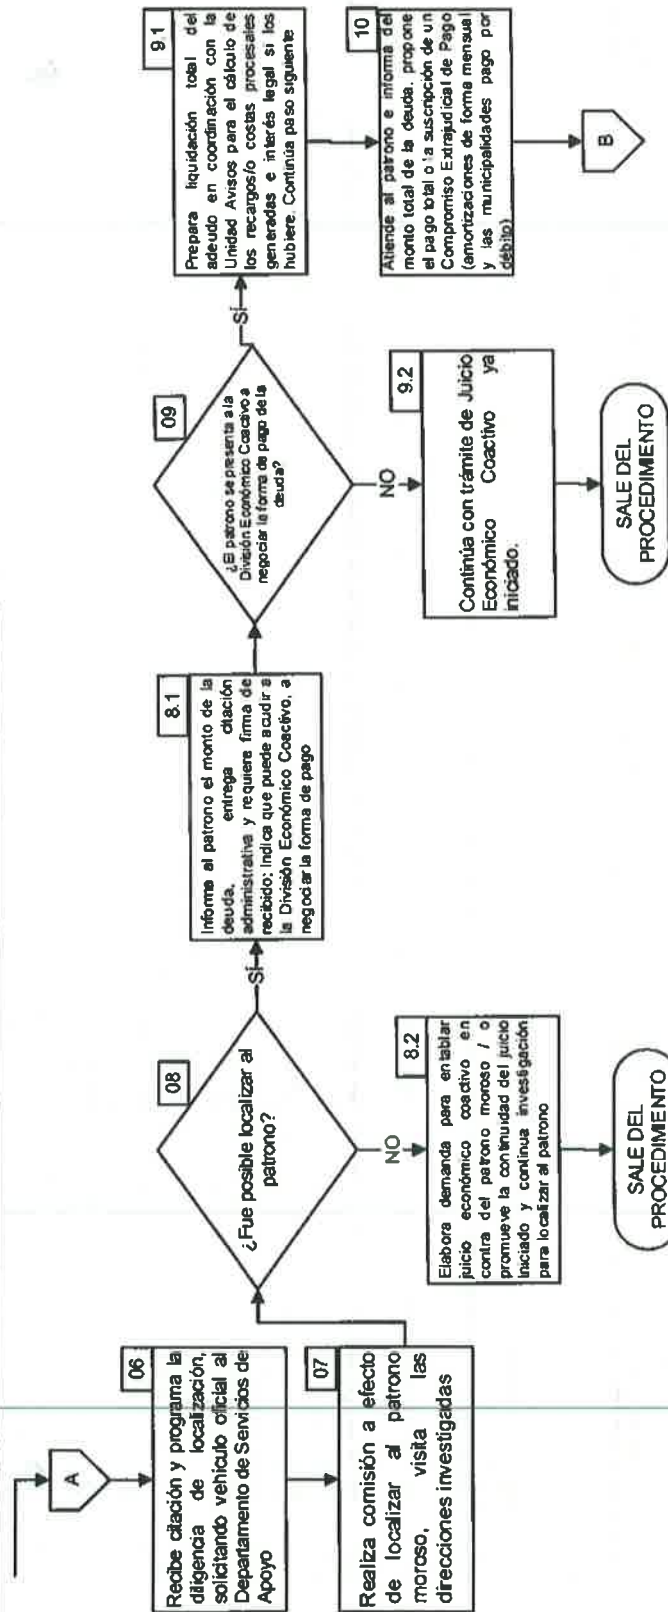 A
06
Recibe citación y programa la
diligencia de localización,
solicitando vehículo oficial al
Departamento de Servicios de
Apoyo
07
Realiza comisión a efecto
de localizar al patrono
moroso, visita las
direcciones investigadas
08
¿Fue posible localizar al
patrono?
SÍ
NO
8.1
Informa al patrono el monto de la
deuda, entrega citación
administrativa y requiere firma de
recibido; Indica que puede acudir a
la División Económico Coactivo, a
negociar la forma de pago
8.2
Elabora demanda para entablar
juicio económico coactivo en
contra del patrono moroso / o
promueve la continuidad del juicio
iniciado y continua investigación
para localizar al patrono
SALE DEL
PROCEDIMIENTO
09
¿El patrono se presenta a la
División Económico Coactivo a
negociar la forma de pago de la
deuda?
SÍ
NO
9.1
Prepara liquidación total del
adeudo en coordinación con la
Unidad Avisos para el cálculo de
los recargos/o costas procesales
generadas e interés legal si los
hubiere. Continúa paso siguiente
9.2
Continúa con trámite de Juicio
Económico Coactivo ya
iniciado.
SALE DEL
PROCEDIMIENTO
10
Atiende al patrono e informa del
monto total de la deuda, propone
el pago total o la suscripción de un
Compromiso Extrajudicial de Pago
(amortizaciones de forma mensual
y las municipalidades pago por
débito)
B